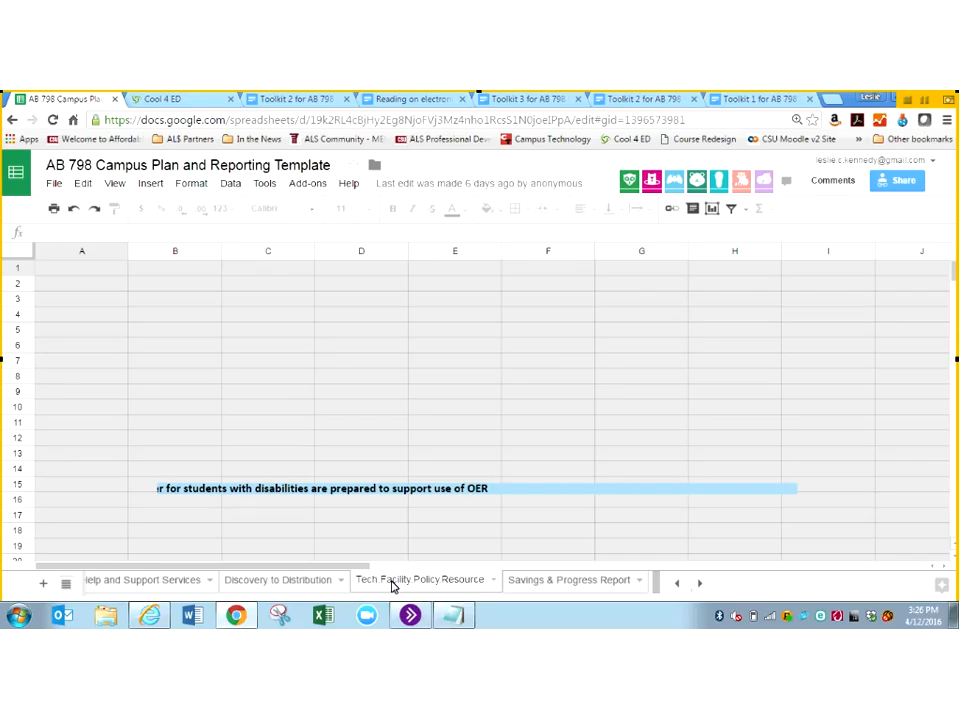 AB 798 Campus Pla
Cool 4 ED
Toolkit 2 for AB 798
Reading on electron
Toolkit 3 for AB 798
Toolkit 2 for AB 798
Toolkit 1 for AB 798
Leslie
https://docs.google.com/spreadsheets/d/19k2RL4cBjHy2Eg8NjoFVj3Mz4nho1RcsS1N0joeIPpA/edit#gid=1396573981
Apps
Welcome to Affordab
ALS Partners
In the News
ALS Community - ME
ALS Professional Dev
Cool 4 ED
Campus Technology
Course Redesign
CSU Moodle v2 Site
»
Other bookmarks
AB 798 Campus Plan and Reporting Template
leslie.c.kennedy@gmail.com
File Edit View Insert Format Data Tools Add-ons Help Last edit was made 6 days ago by anonymous
Comments
Share
$ % .0 .00 123 Calibri 11 B I S A Σ
fx
A B C D E F G H I J
1
2
3
4
5
6
7
8
9
10
11
12
13
14
15 r for students with disabilities are prepared to support use of OER
16
17
18
19
20
+ Help and Support Services Discovery to Distribution Tech Facility Policy Resource Savings & Progress Report
3:26 PM
4/12/2016